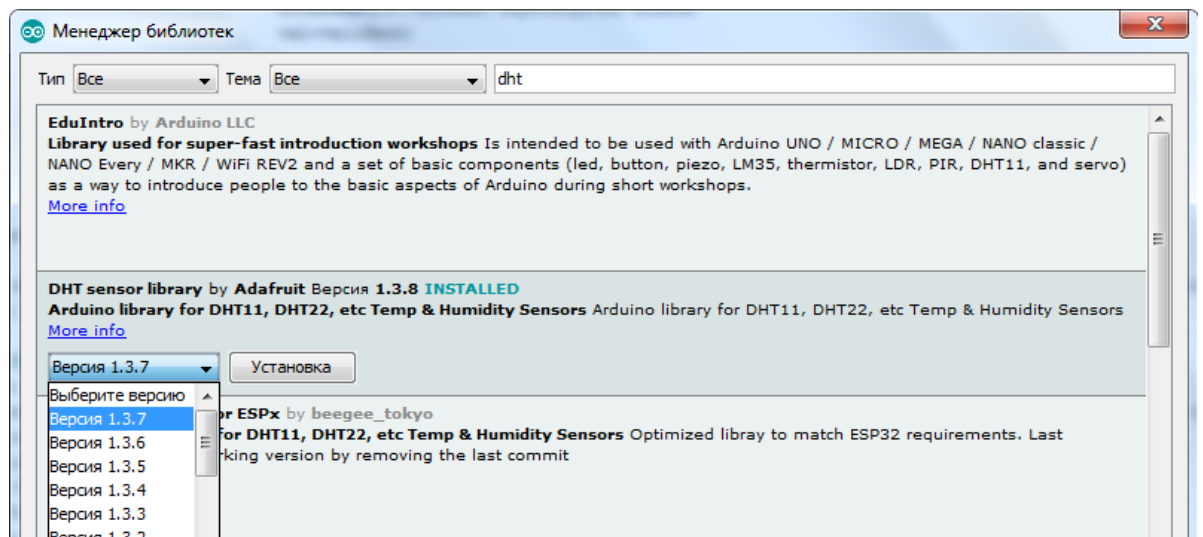 Менеджер библиотек
Тип Все Тема Все dht
EduIntro by Arduino LLC
Library used for super-fast introduction workshops Is intended to be used with Arduino UNO / MICRO / MEGA / NANO classic /
NANO Every / MKR / WiFi REV2 and a set of basic components (led, button, piezo, LM35, thermistor, LDR, PIR, DHT11, and servo)
as a way to introduce people to the basic aspects of Arduino during short workshops.
More info
DHT sensor library by Adafruit Версия 1.3.8 INSTALLED
Arduino library for DHT11, DHT22, etc Temp & Humidity Sensors Arduino library for DHT11, DHT22, etc Temp & Humidity Sensors
More info
Версия 1.3.7 Установка
Выберите версию
Версия 1.3.7 or ESPx by beegee_tokyo
Версия 1.3.6 for DHT11, DHT22, etc Temp & Humidity Sensors Optimized libray to match ESP32 requirements. Last
Версия 1.3.5 rking version by removing the last commit
Версия 1.3.4
Версия 1.3.3
Версия 1.3.2